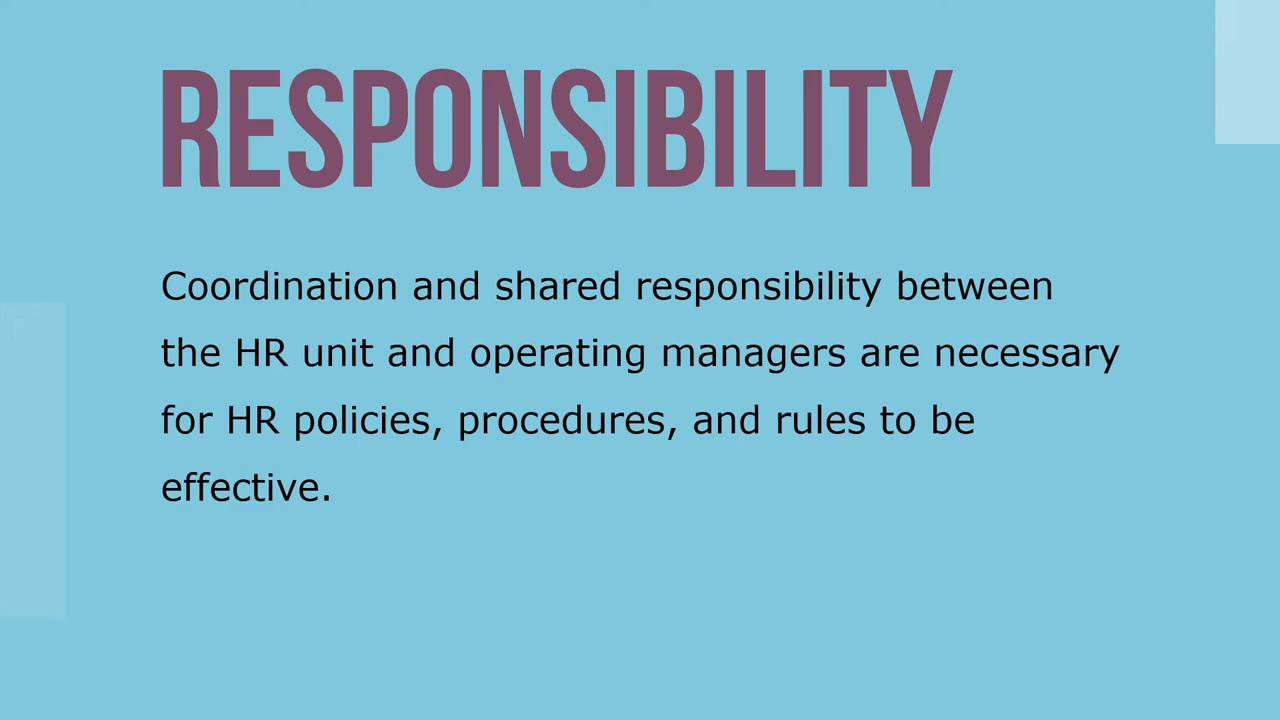 RESPONSIBILITY
Coordination and shared responsibility between
the HR unit and operating managers are necessary
for HR policies, procedures, and rules to be
effective.